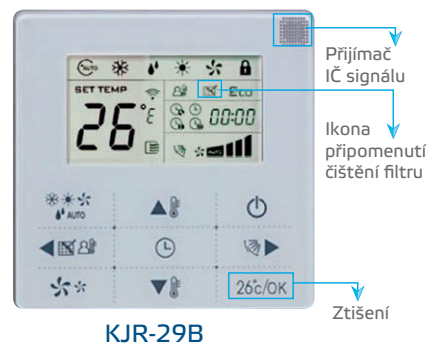 Přijímač
IČ signálu
AUTO
SET TEMP
Eco
26°E
00:00
Ikona
připomenutí
čištění filtru
AUTO
26°c/OK
Ztišení
KJR-29B